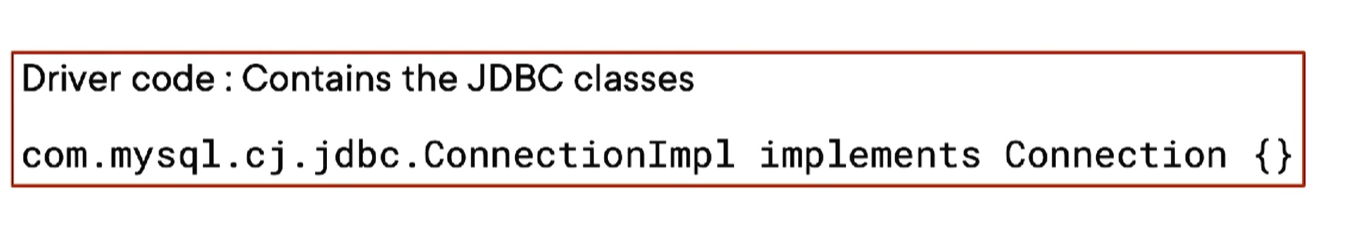 Driver code : Contains the JDBC classes
com.mysql.cj.jdbc.ConnectionImpl implements Connection {}